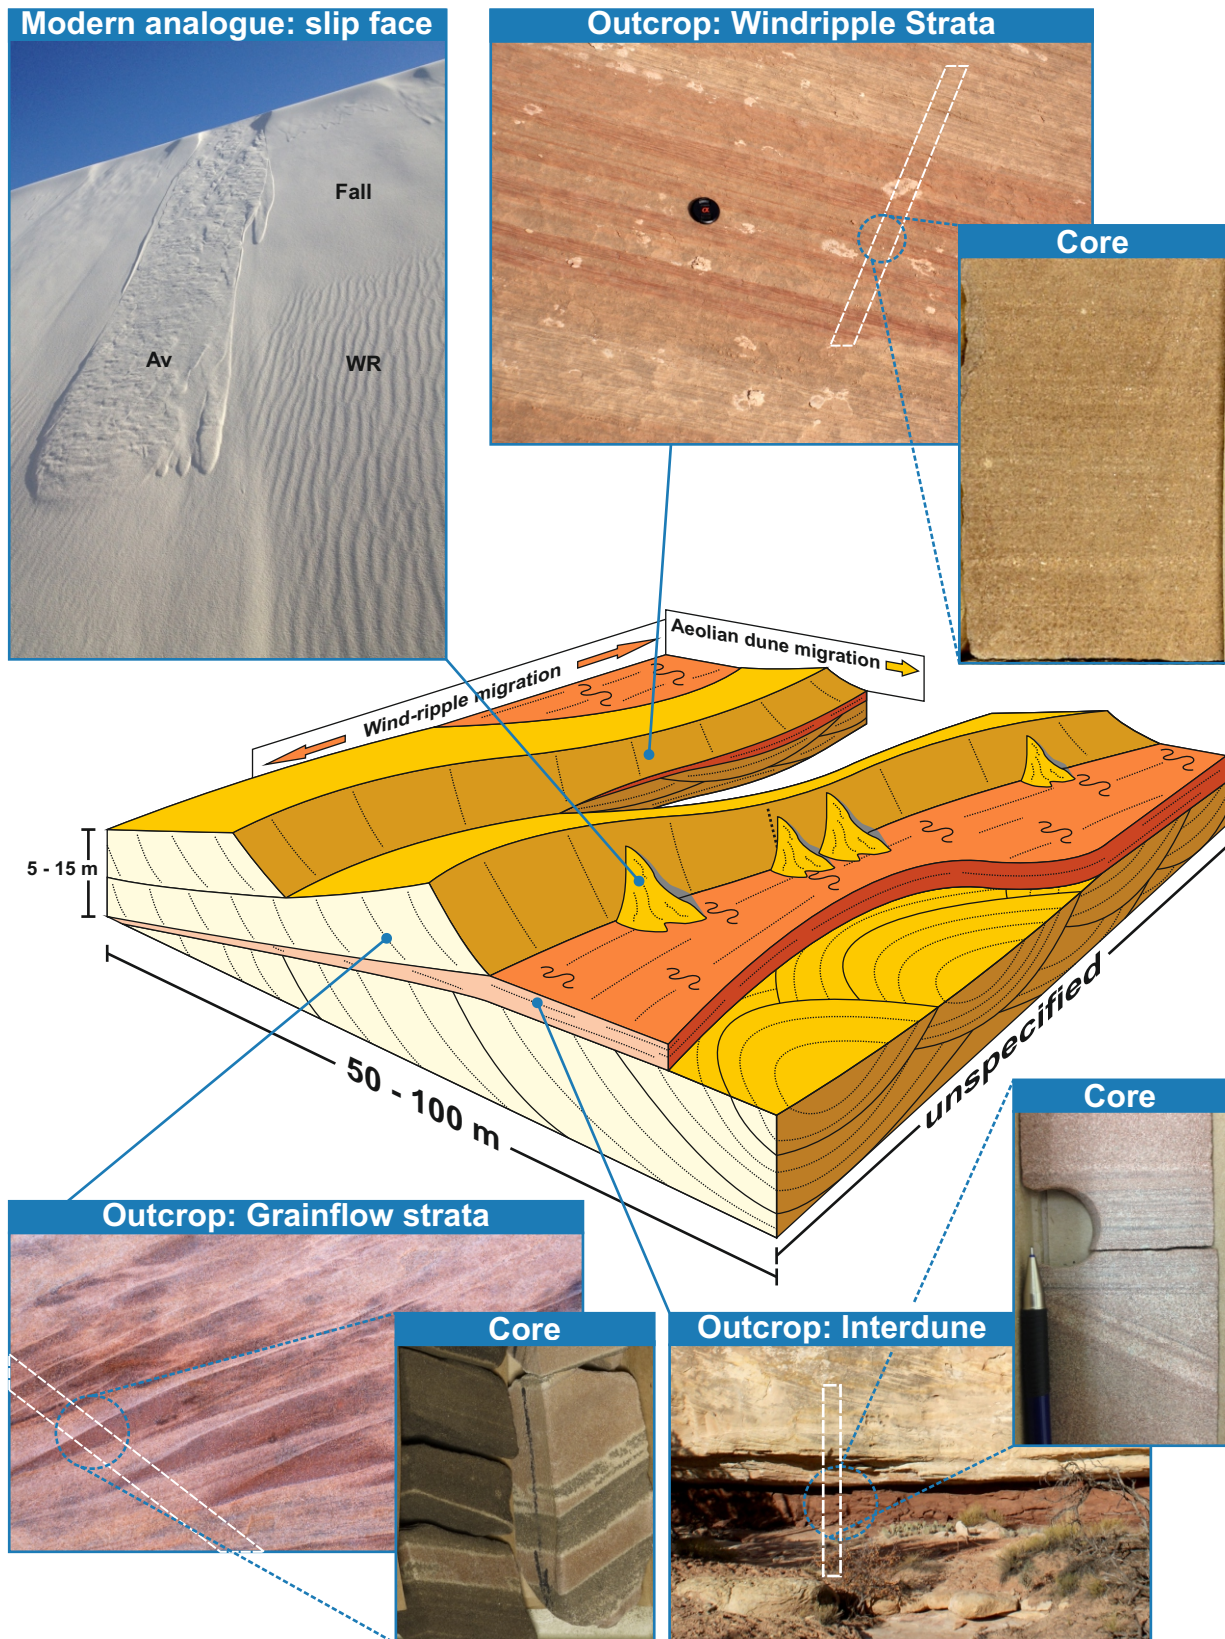 Modern analogue: slip face
Fall
Av
WR
Outcrop: Windripple Strata
α
Core
Aeolian dune migration
Wind-ripple migration
5 - 15 m
50 - 100 m
unspecified
Core
Outcrop: Grainflow strata
Core
Outcrop: Interdune